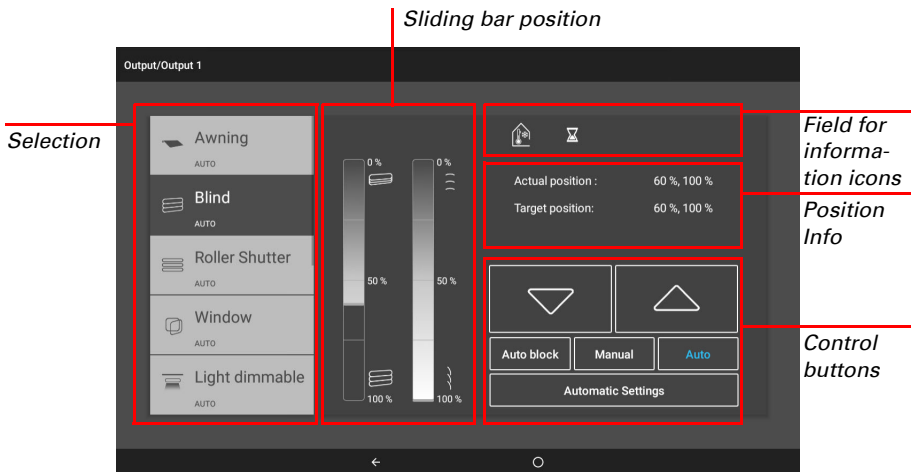 Sliding bar position
Output/Output 1
Selection
Awning
AUTO
Blind
AUTO
Roller Shutter
AUTO
Window
AUTO
Light dimmable
AUTO
0 %
0 %
50 %
50 %
100 %
100 %
Field for
informa-
tion icons
Actual position : 60 %, 100 %
Target position: 60 %, 100 %
Position
Info
Auto block Manual Auto
Automatic Settings
Control
buttons